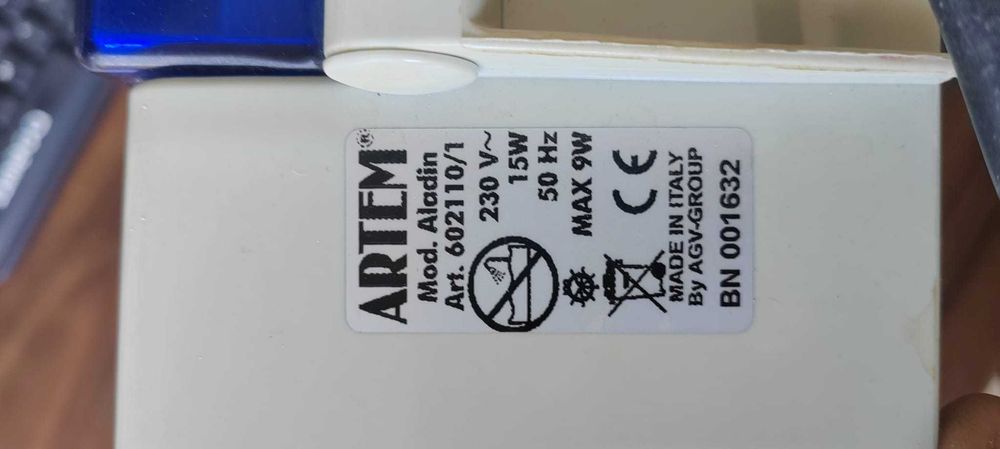 ARTEM®
Mod. Aladin
Art. 602110/1
230 V~
15W
50 Hz
MAX 9W
CE
MADE IN ITALY
By AGV-GROUP
BN 001632